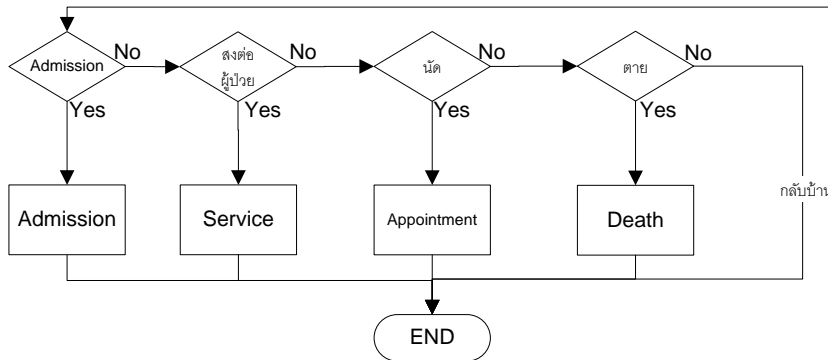 Admission
No
Yes
สงต่อ
ผู้ป่วย
No
Yes
นัด
No
Yes
ตาย
No
Yes
Admission
Service
Appointment
Death
กลับบ้าน
END